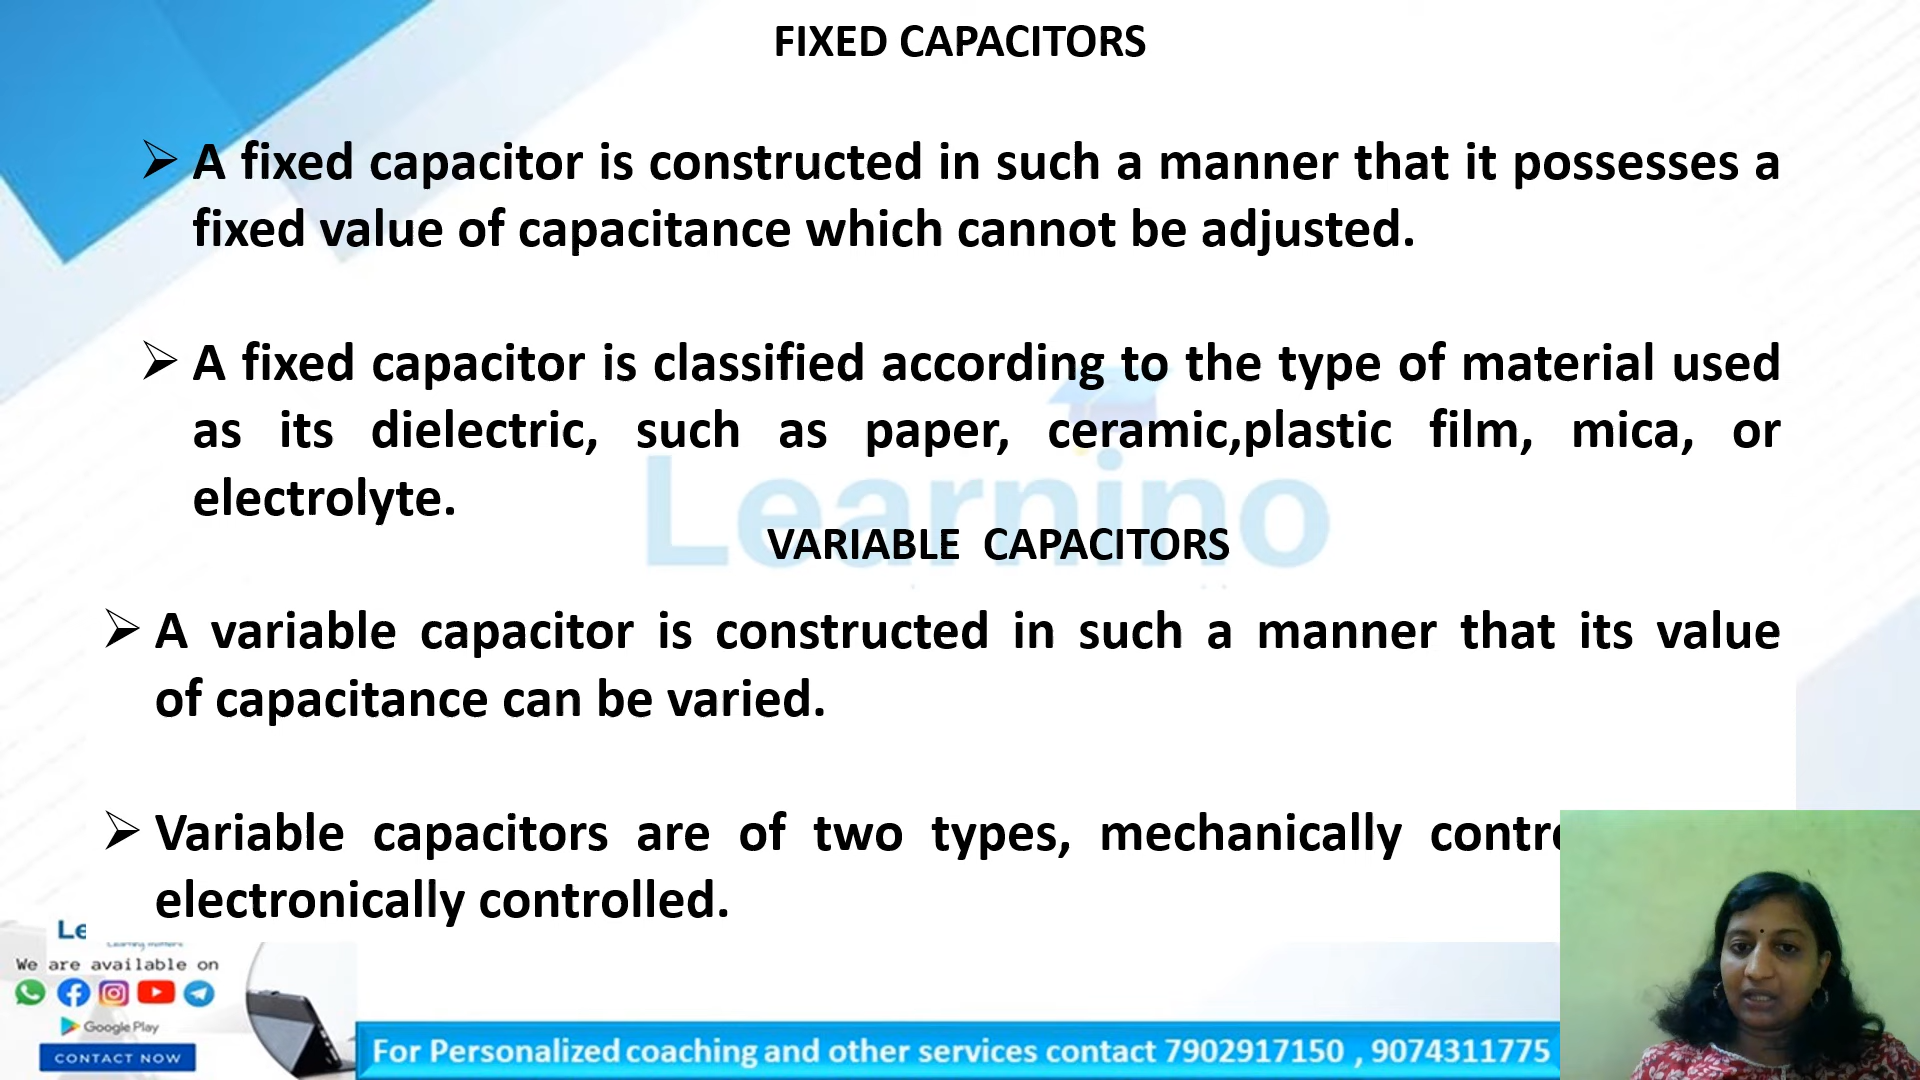 FIXED CAPACITORS
➢ A fixed capacitor is constructed in such a manner that it possesses a
fixed value of capacitance which cannot be adjusted.
➢ A fixed capacitor is classified according to the type of material used
as its dielectric, such as paper, ceramic,plastic film, mica, or
electrolyte.
Learnino
VARIABLE CAPACITORS
➢ A variable capacitor is constructed in such a manner that its value
of capacitance can be varied.
➢ Variable capacitors are of two types, mechanically
electronically controlled.
Learning matters
We are available on
Google Play
CONTACT NOW
For Personalized coaching and other services contact 7902917150 , 9074311775